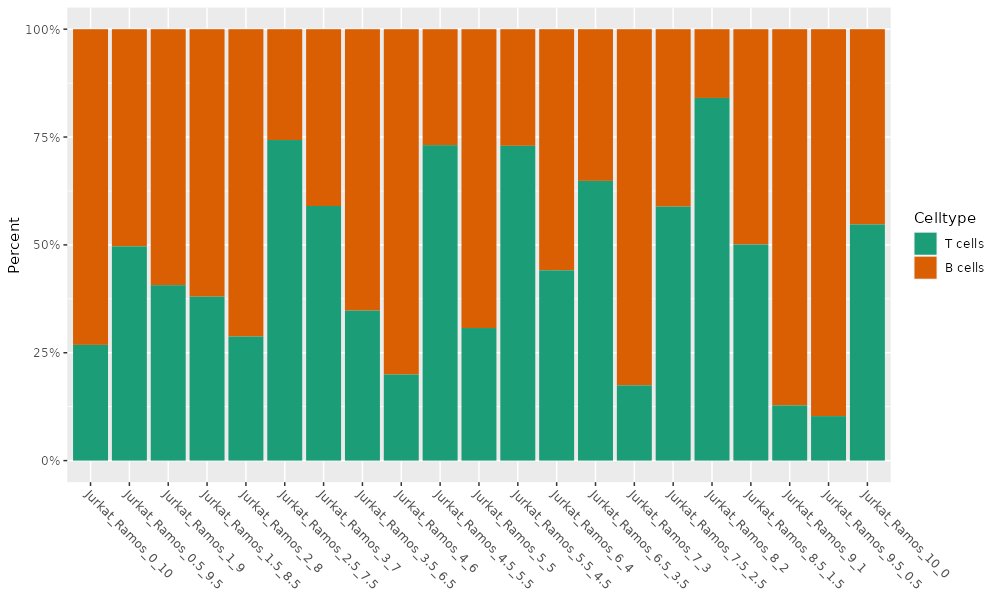 100%
75%
50%
25%
0%
Percent
Jurkat_Ramos_0_10
Jurkat_Ramos_0.5_9.5
Jurkat_Ramos_1_9
Jurkat_Ramos_1.5_8.5
Jurkat_Ramos_2_8
Jurkat_Ramos_2.5_7.5
Jurkat_Ramos_3_7
Jurkat_Ramos_3.5_6.5
Jurkat_Ramos_4_6
Jurkat_Ramos_4.5_5.5
Jurkat_Ramos_5_5
Jurkat_Ramos_5.5_4.5
Jurkat_Ramos_6_4
Jurkat_Ramos_6.5_3.5
Jurkat_Ramos_7_3
Jurkat_Ramos_7.5_2.5
Jurkat_Ramos_8_2
Jurkat_Ramos_8.5_1.5
Jurkat_Ramos_9_1
Jurkat_Ramos_9.5_0.5
Jurkat_Ramos_10_0
Celltype
T cells
B cells